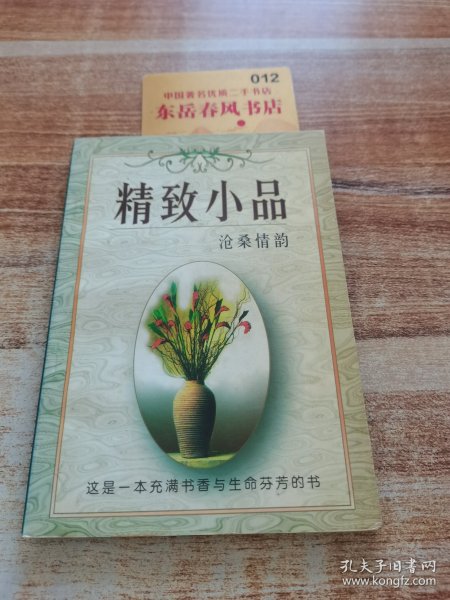 012
中国著名优质二手书店
东岳春风书店
精致小品
沧桑情韵
这是一本充满书香与生命芬芳的书
孔夫子旧书网
www.kongfz.com